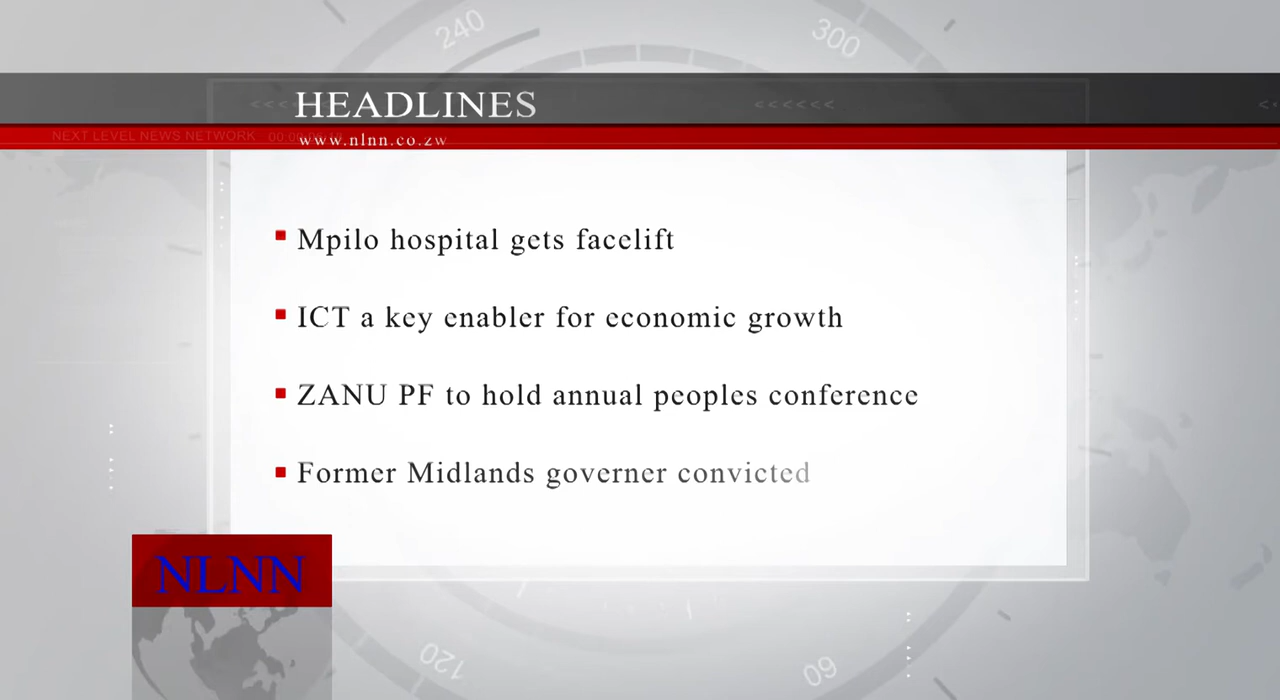 240
300
<<< <<<<<< <
HEADLINES
NEXT LEVEL NEWS NETWORK
www.nlnn.co.zw
Mpilo hospital gets facelift
ICT a key enabler for economic growth
ZANU PF to hold annual peoples conference
Former Midlands governer convicted
NLNN
120
60